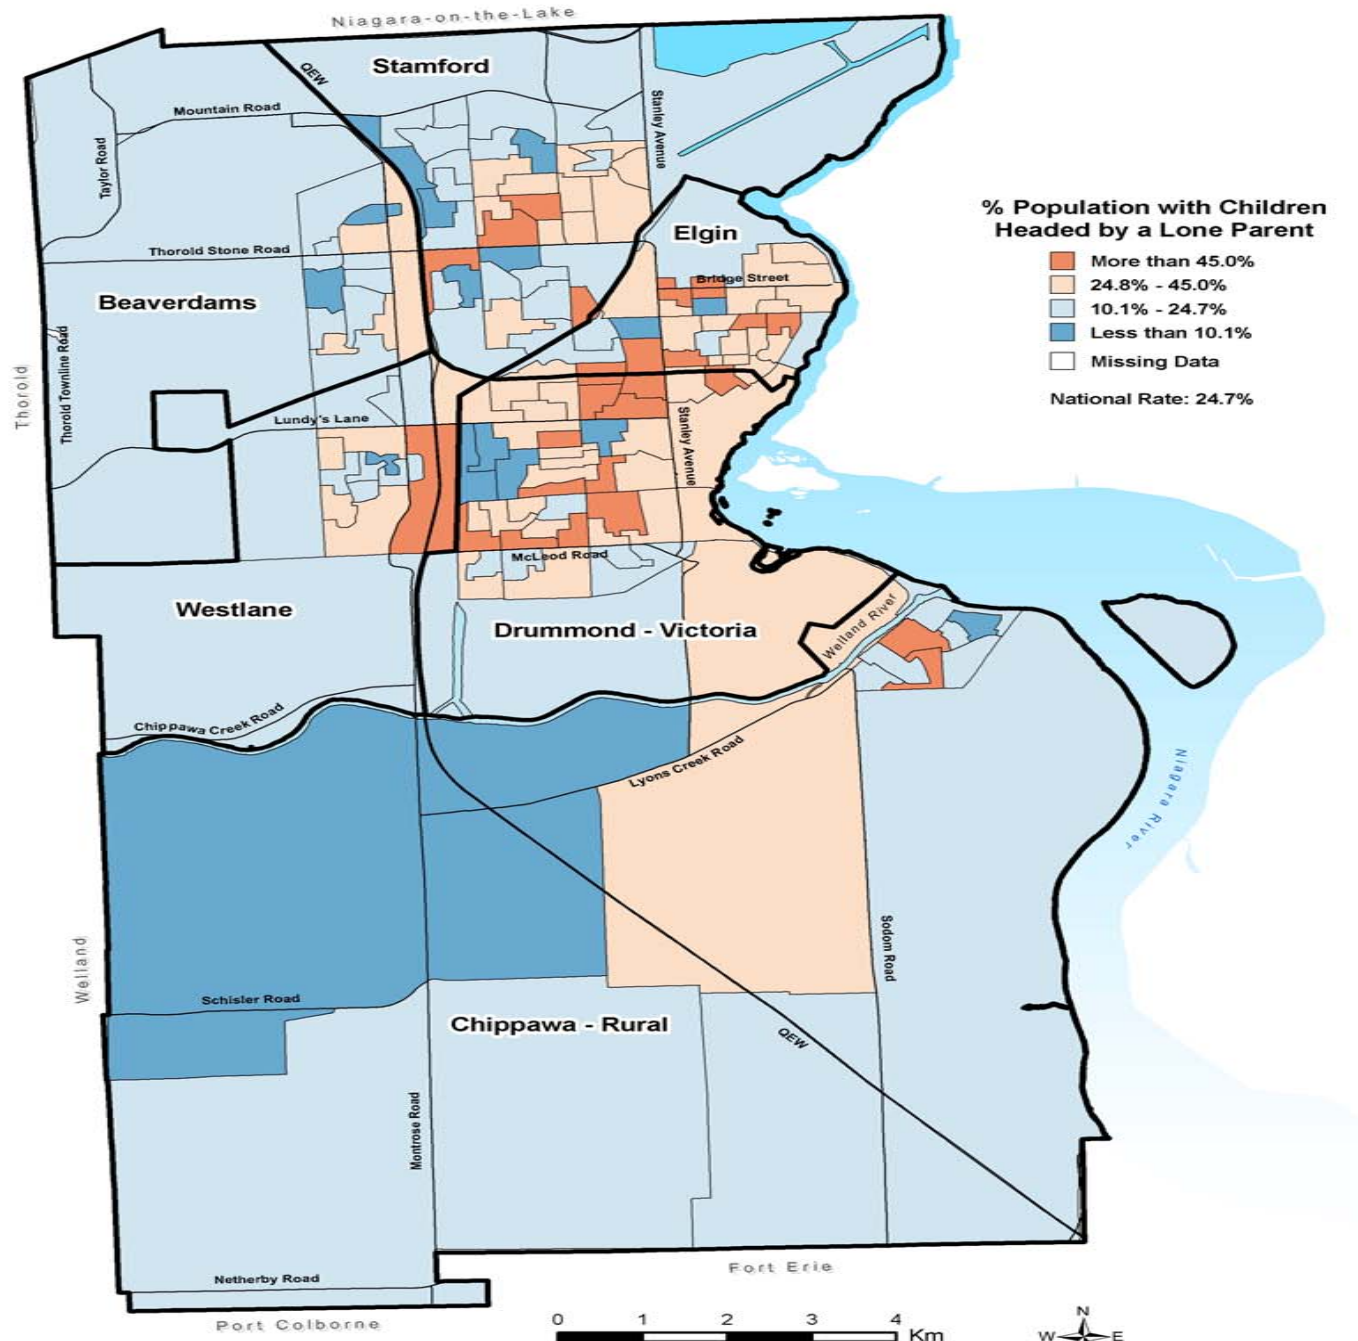 Niagara-on-the-Lake
Stamford
QEW
Mountain Road
Stanley Avenue
Taylor Road
% Population with Children
Headed by a Lone Parent
More than 45.0%
24.8% - 45.0%
10.1% - 24.7%
Less than 10.1%
Missing Data
National Rate: 24.7%
Elgin
Thorold Stone Road
Bridge Street
Beaverdams
Thorold Townline Road
Thorold
Lundy's Lane
Stanley Avenue
McLeod Road
Westlane
Drummond - Victoria
Welland River
Chippawa Creek Road
Lyons Creek Road
Niagara River
Welland
Sodom Road
Schisler Road
Chippawa - Rural
QEW
Montrose Road
Netherby Road
Fort Erie
Port Colborne
0 1 2 3 4
Km
N
W E